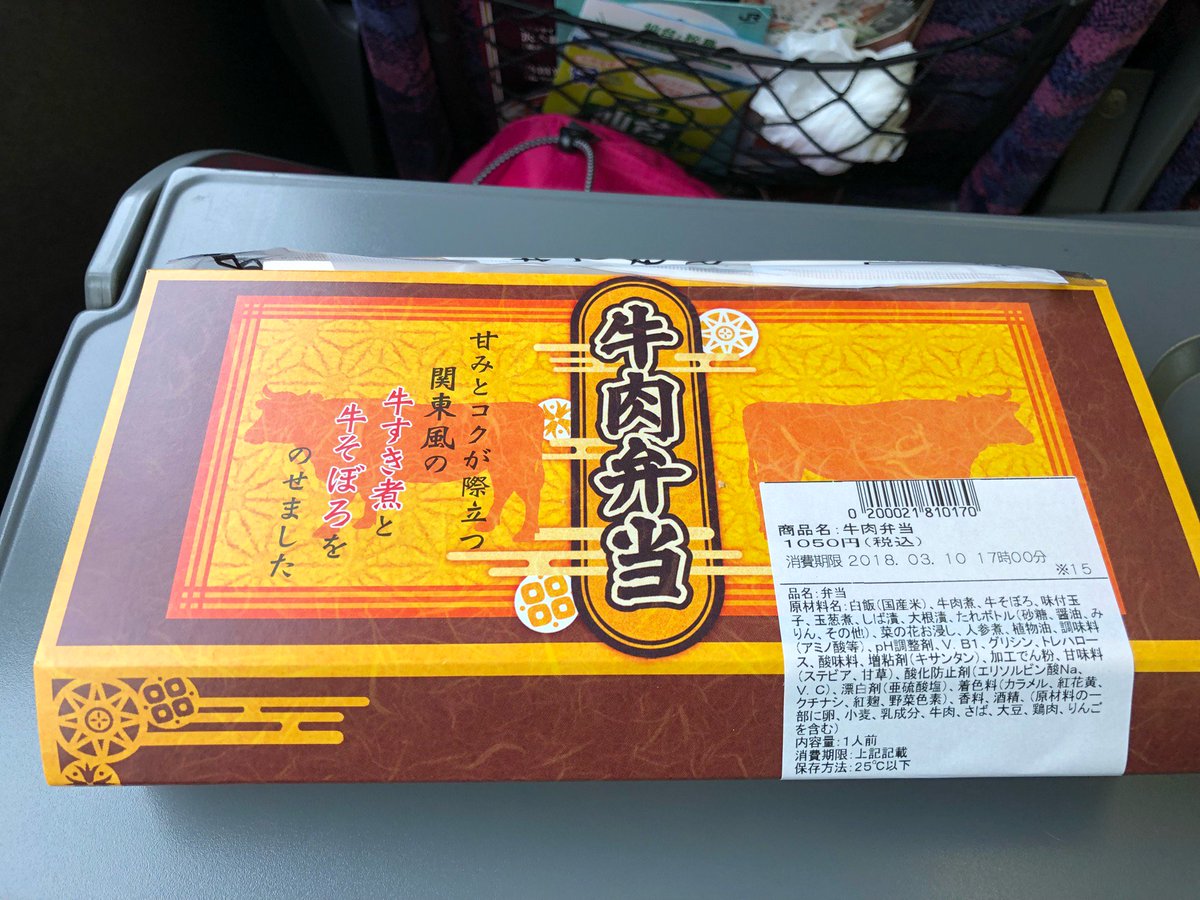 JR
牛肉弁当
甘みとコクが際立つ
関東風の
牛すき煮と
牛そぼろを
のせました
0 200021 810170
商品名:牛肉弁当
1050円(税込)
消費期限 2018. 03. 10 17時00分
※15
品名:弁当
原材料名:白飯(国産米)、牛肉煮、牛そぼろ、味付玉
子、玉葱煮、しば漬、大根漬、たれボトル(砂糖、醤油、み
りん、その他)、菜の花お浸し、人参煮、植物油、調味料
(アミノ酸等)、pH調整剤、V. B1、グリシン、トレハロー
ス、酸味料、増粘剤(キサンタン)、加工でん粉、甘味料
(ステビア、甘草)、酸化防止剤(エリソルビン酸Na、
V. C)、漂白剤(亜硫酸塩)、着色料(カラメル、紅花黄、
クチナシ、紅麹、野菜色素)、香料、酒精、(原材料の一
部に卵、小麦、乳成分、牛肉、さば、大豆、鶏肉、りんご
を含む)
内容量:1人前
消費期限:上記記載
保存方法:25℃以下